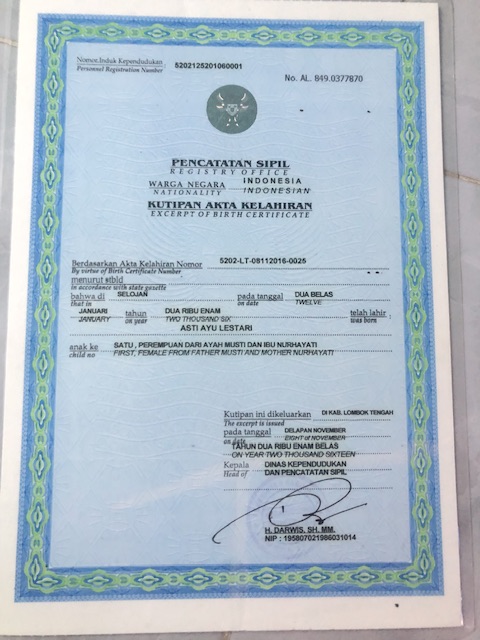 Nomor Induk Kependudukan 5202125201060001
Personnel Registration Number
No. AL. 849.0377870
PENCATATAN SIPIL
REGISTRY OFFICE
WARGA NEGARA INDONESIA
NATIONALITY INDONESIAN
KUTIPAN AKTA KELAHIRAN
EXCERPT OF BIRTH CERTIFICATE
Berdasarkan Akta Kelahiran Nomor 5202-LT-08112016-0025
By virtue of Birth Certificate Number
menurut stbld
In accordance with state gazette
bahwa di SELOJAN pada tanggal DUA BELAS
that in on date TWELVE
JANUARI tahun DUA RIBU ENAM telah lahir
JANUARY on year TWO THOUSAND SIX was born
ASTI AYU LESTARI
anak ke SATU , PEREMPUAN DARI AYAH MUSTI DAN IBU NURHAYATI
child no FIRST, FEMALE FROM FATHER MUSTI AND MOTHER NURHAYATI
Kutipan ini dikeluarkan DI KAB. LOMBOK TENGAH
The excerpt is issued
pada tanggal DELAPAN NOVEMBER
on date EIGHT OF NOVEMBER
TAHUN DUA RIBU ENAM BELAS
ON YEAR TWO THOUSAND SIXTEEN
Kepala DINAS KEPENDUDUKAN
Head of DAN PENCATATAN SIPIL
H. DARWIS, SH. MM.
NIP : 195807021986031014